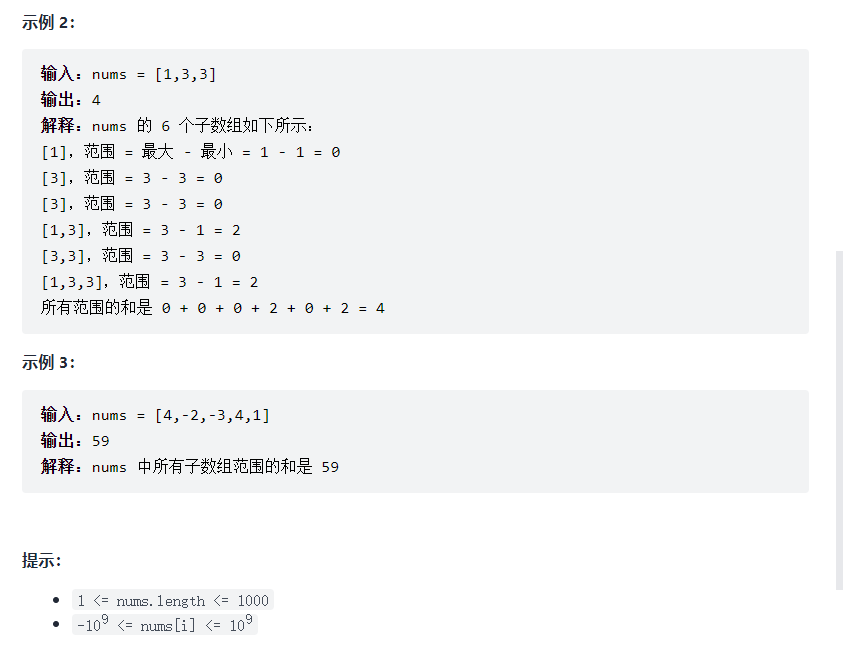 示例 2：
输入：nums = [1,3,3]
输出：4
解释：nums 的 6 个子数组如下所示：
[1]，范围 = 最大 - 最小 = 1 - 1 = 0
[3]，范围 = 3 - 3 = 0
[3]，范围 = 3 - 3 = 0
[1,3]，范围 = 3 - 1 = 2
[3,3]，范围 = 3 - 3 = 0
[1,3,3]，范围 = 3 - 1 = 2
所有范围的和是 0 + 0 + 0 + 2 + 0 + 2 = 4
示例 3：
输入：nums = [4,-2,-3,4,1]
输出：59
解释：nums 中所有子数组范围的和是 59
提示：
1 <= nums.length <= 1000
-10⁹ <= nums[i] <= 10⁹